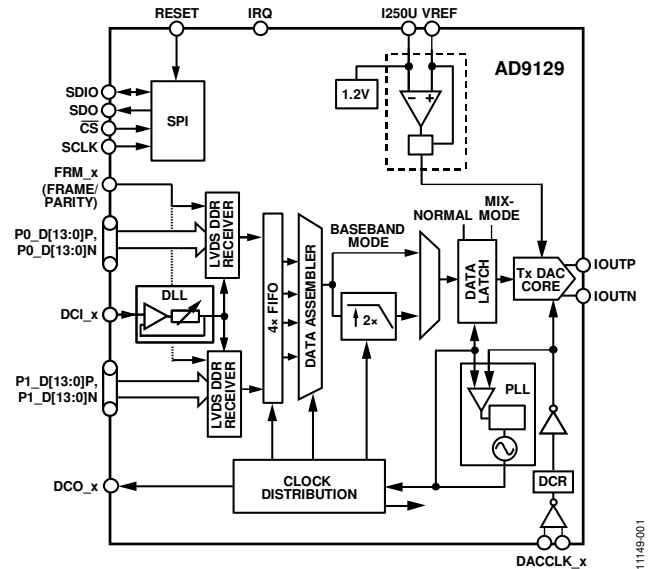 RESET
IRQ
I250U VREF
AD9129
1.2V
SDIO
SDO
CS
SCLK
SPI
FRM_x
(FRAME/
PARITY)
P0_D[13:0]P,
P0_D[13:0]N
LVDS DDR
RECEIVER
DLL
DCI_x
P1_D[13:0]P,
P1_D[13:0]N
LVDS DDR
RECEIVER
4× FIFO
DATA ASSEMBLER
BASEBAND
MODE
2×
NORMAL
MIX-
MODE
DATA
LATCH
Tx DAC
CORE
IOUTP
IOUTN
PLL
DCO_x
CLOCK
DISTRIBUTION
DCR
DACCLK_x
11149-001